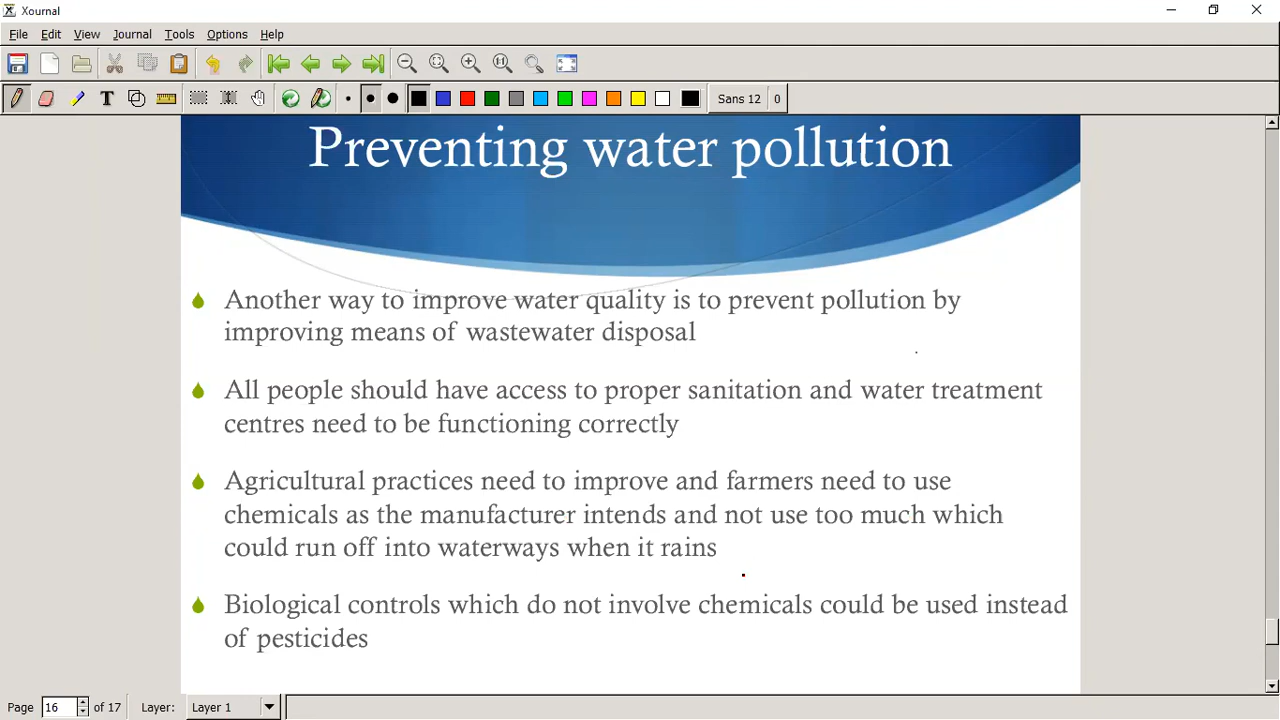 Xournal
File Edit View Journal Tools Options Help
T Sans 12 0
Preventing water pollution
Another way to improve water quality is to prevent pollution by
improving means of wastewater disposal
All people should have access to proper sanitation and water treatment
centres need to be functioning correctly
Agricultural practices need to improve and farmers need to use
chemicals as the manufacturer intends and not use too much which
could run off into waterways when it rains
Biological controls which do not involve chemicals could be used instead
of pesticides
Page 16 of 17 Layer: Layer 1